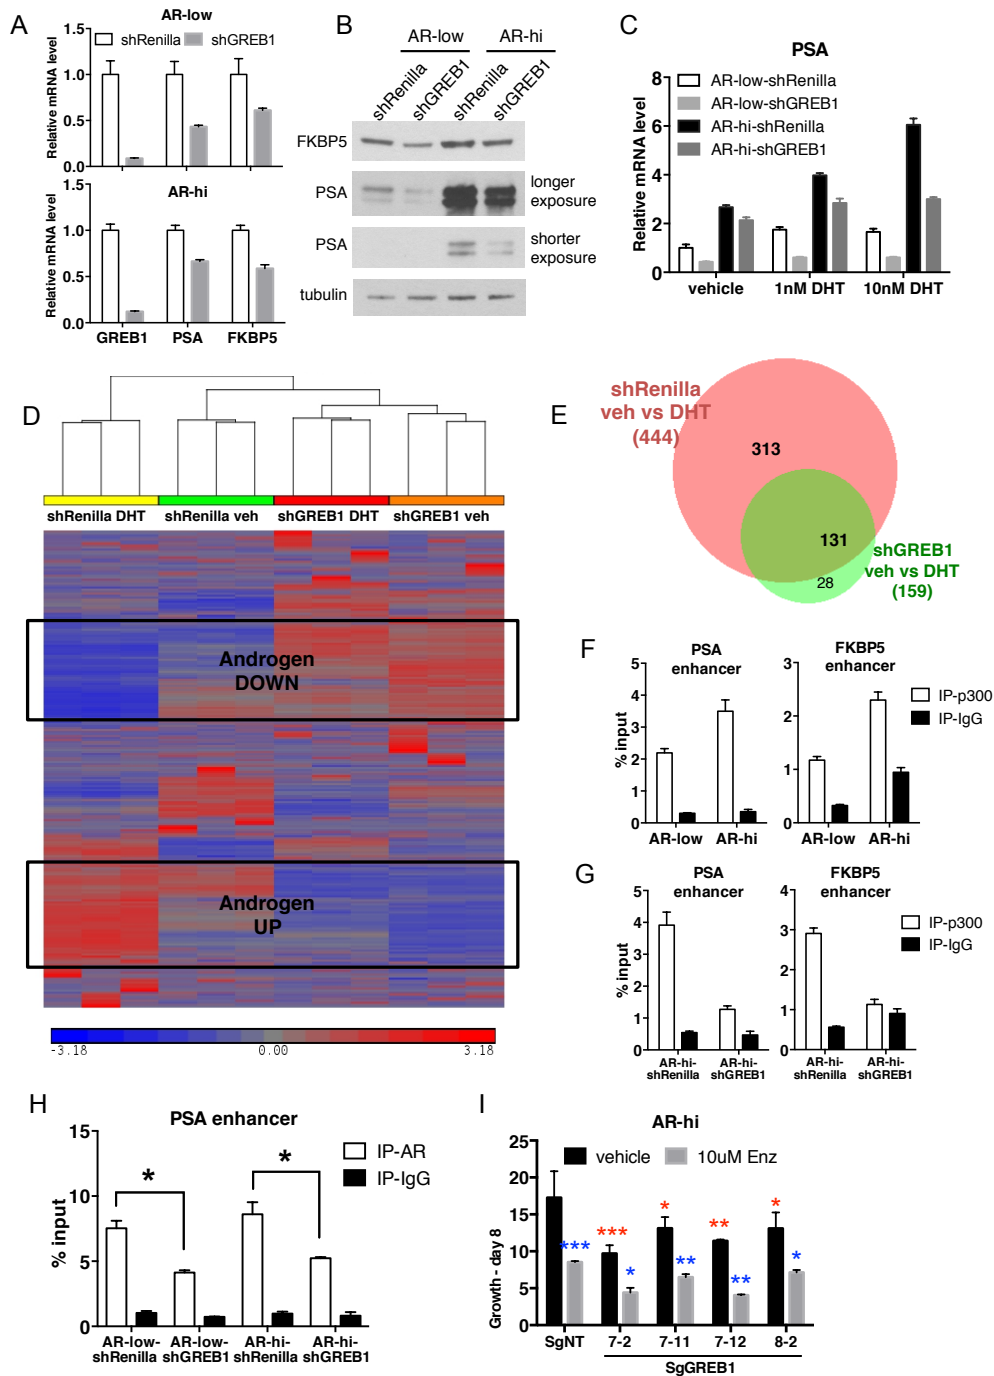 A
AR-low
shRenilla
shGREB1
Relative mRNA level
1.5
1.0
0.5
0.0
AR-hi
Relative mRNA level
1.5
1.0
0.5
0.0
GREB1
PSA
FKBP5
B
AR-low
AR-hi
shRenilla
shGREB1
shRenilla
shGREB1
FKBP5
PSA
longer
exposure
PSA
shorter
exposure
tubulin
C
PSA
AR-low-shRenilla
AR-low-shGREB1
AR-hi-shRenilla
AR-hi-shGREB1
Relative mRNA level
8
6
4
2
0
vehicle
1nM DHT
10nM DHT
D
shRenilla DHT
shRenilla veh
shGREB1 DHT
shGREB1 veh
Androgen
DOWN
Androgen
UP
-3.18
0.00
3.18
E
shRenilla
veh vs DHT
(444)
313
131
28
shGREB1
veh vs DHT
(159)
F
PSA
enhancer
% input
5
4
3
2
1
0
AR-low
AR-hi
FKBP5
enhancer
3
2
1
0
AR-low
AR-hi
IP-p300
IP-IgG
G
PSA
enhancer
% input
5
4
3
2
1
0
AR-hi-
shRenilla
AR-hi-
shGREB1
FKBP5
enhancer
4
3
2
1
0
AR-hi-
shRenilla
AR-hi-
shGREB1
IP-p300
IP-IgG
H
PSA enhancer
% input
15
10
5
0
*
*
IP-AR
IP-IgG
AR-low-
shRenilla
AR-low-
shGREB1
AR-hi-
shRenilla
AR-hi-
shGREB1
I
AR-hi
vehicle
10uM Enz
Growth - day 8
25
20
15
10
5
0
***
***
*
*
**
**
**
*
*
SgNT
7-2
7-11
7-12
8-2
SgGREB1